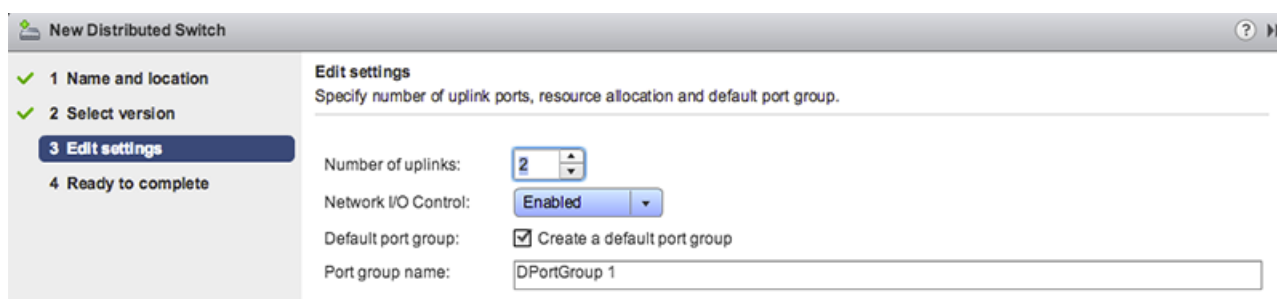 New Distributed Switch
1 Name and location
2 Select version
3 Edit settings
4 Ready to complete
Edit settings
Specify number of uplink ports, resource allocation and default port group.
Number of uplinks: 2
Network I/O Control: Enabled
Default port group: Create a default port group
Port group name: DPortGroup 1